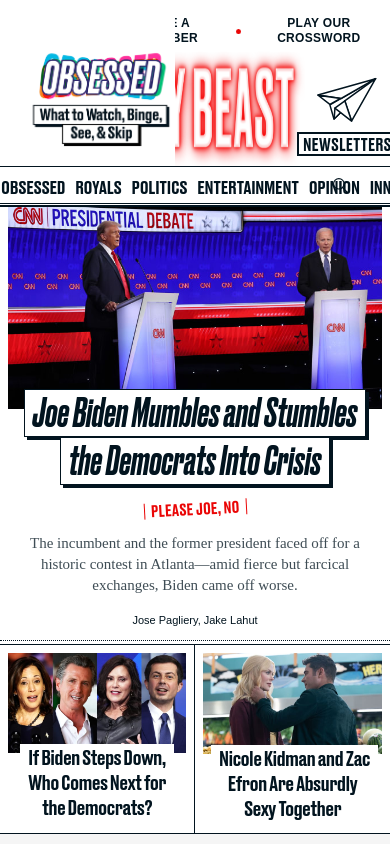 E A
BER
PLAY OUR
CROSSWORD
OBSESSED
What to Watch, Binge,
See, & Skip
Y BEAST
NEWSLETTERS
OBSESSED ROYALS POLITICS ENTERTAINMENT OPINION INN
CNN PRESIDENTIAL DEBATE
CNN
CNN
Joe Biden Mumbles and Stumbles
the Democrats Into Crisis
PLEASE JOE, NO
The incumbent and the former president faced off for a
historic contest in Atlanta—amid fierce but farcical
exchanges, Biden came off worse.
Jose Pagliery, Jake Lahut
If Biden Steps Down,
Who Comes Next for
the Democrats?
Nicole Kidman and Zac
Efron Are Absurdly
Sexy Together